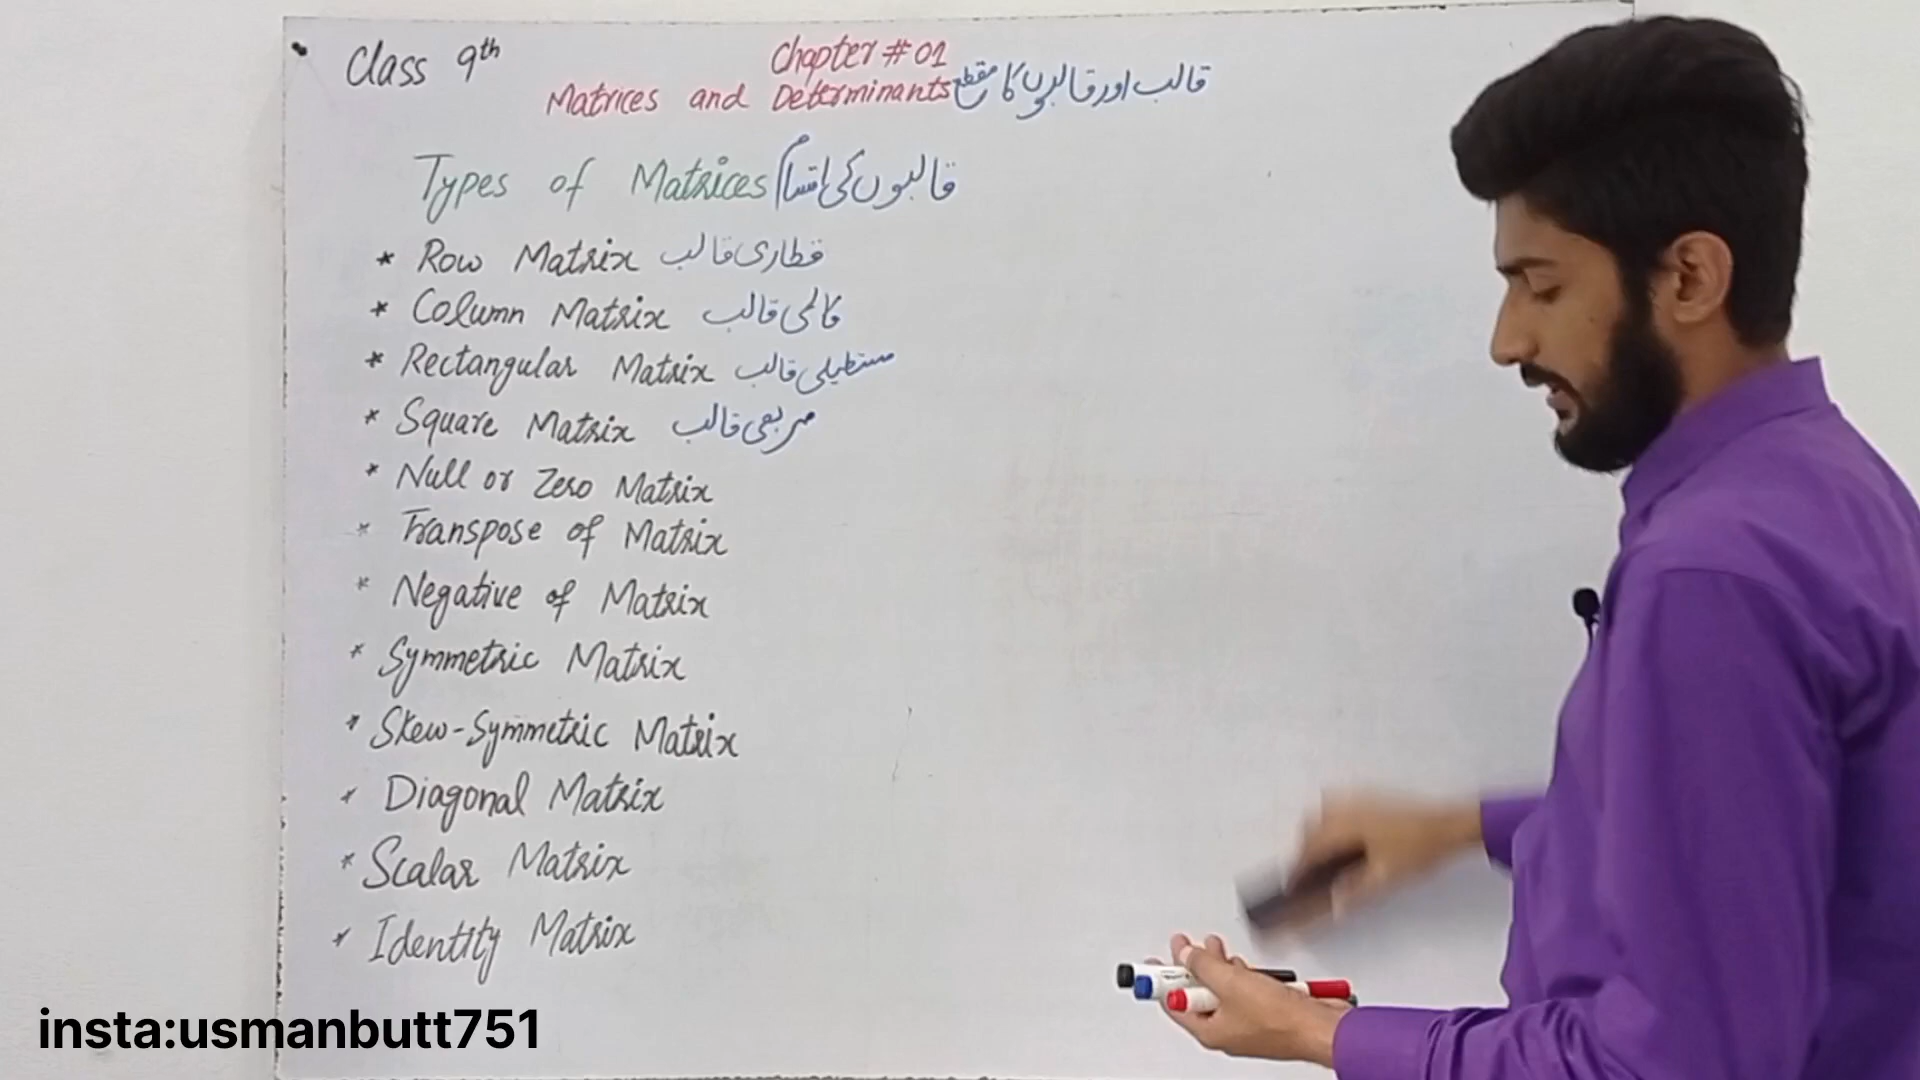 Class 9th
Chapter # 01
Matrices and Determinants قالب اور قالبوں کا مقطع
Types of Matrices قالبوں کی اقسام
* Row Matrix قطاری قالب
* Column Matrix کالمی قالب
* Rectangular Matrix مستطیلی قالب
* Square Matrix مربعی قالب
* Null or Zero Matrix
* Transpose of Matrix
* Negative of Matrix
* Symmetric Matrix
* Skew-Symmetric Matrix
* Diagonal Matrix
* Scalar Matrix
* Identity Matrix
insta:usmanbutt751